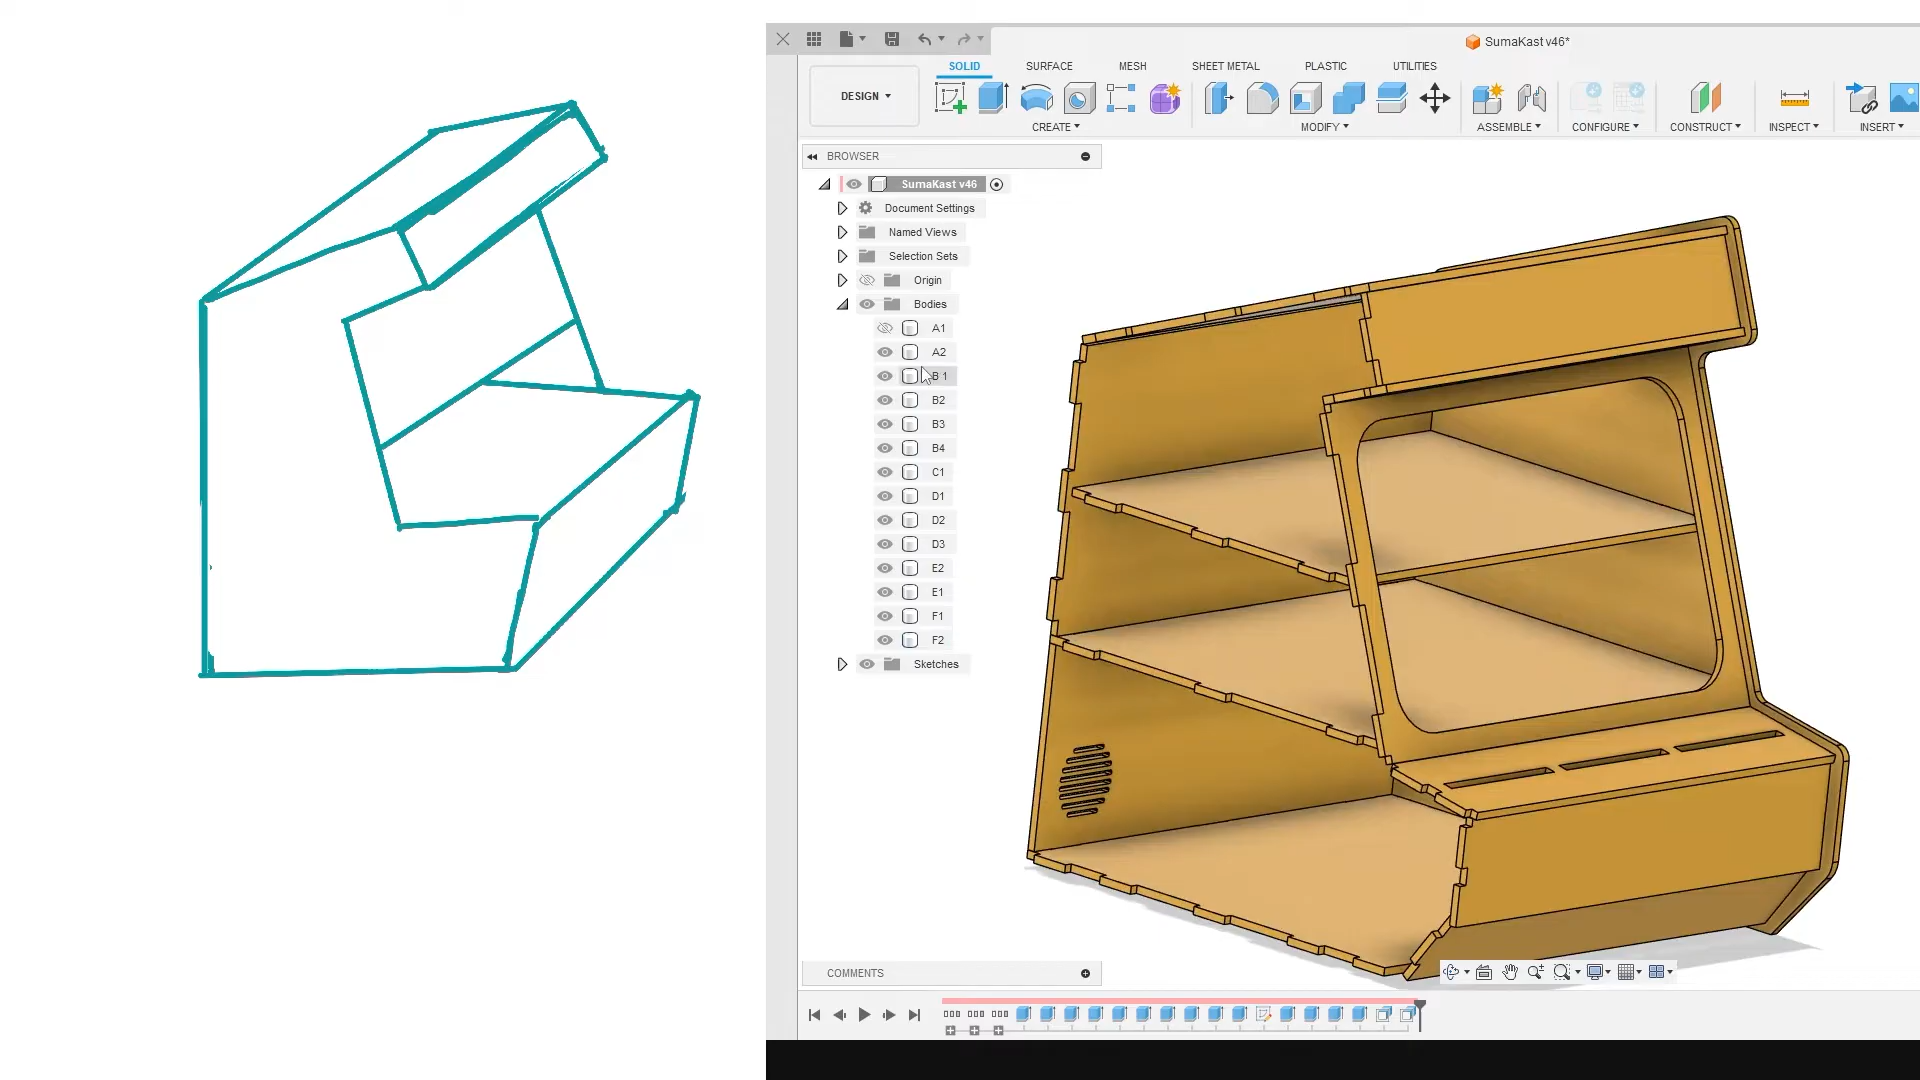 SumaKast v46*
SOLID SURFACE MESH SHEET METAL PLASTIC UTILITIES
DESIGN
CREATE MODIFY ASSEMBLE CONFIGURE CONSTRUCT INSPECT INSERT
BROWSER
SumaKast v46
Document Settings
Named Views
Selection Sets
Origin
Bodies
A1
A2
B 1
B2
B3
B4
C1
D1
D2
D3
E2
E1
F1
F2
Sketches
COMMENTS